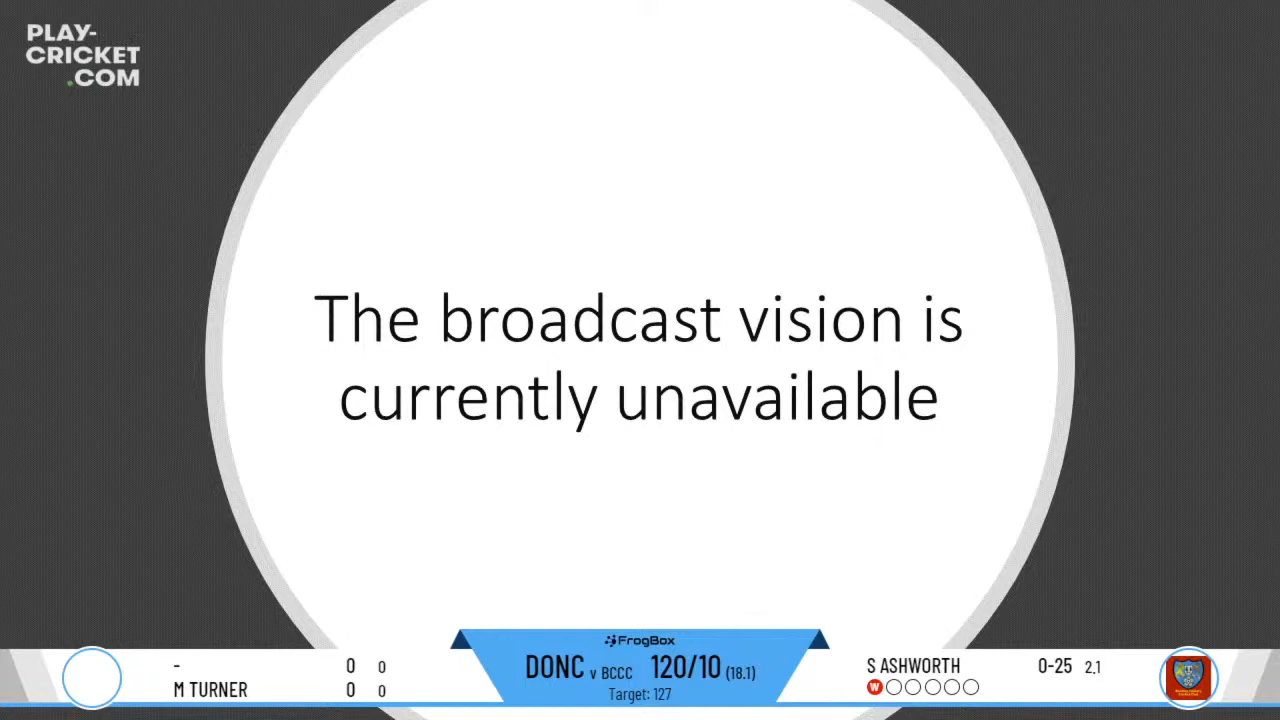 PLAY-
CRICKET
.COM
The broadcast vision is
currently unavailable
FrogBox
- 0 0
M TURNER 0 0
DONC v BCCC 120/10 (18.1)
Target: 127
S ASHWORTH 0-25 2.1
W